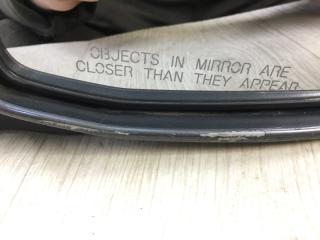 OBJECTS IN MIRROR ARE
CLOSER THAN THEY APPEAR